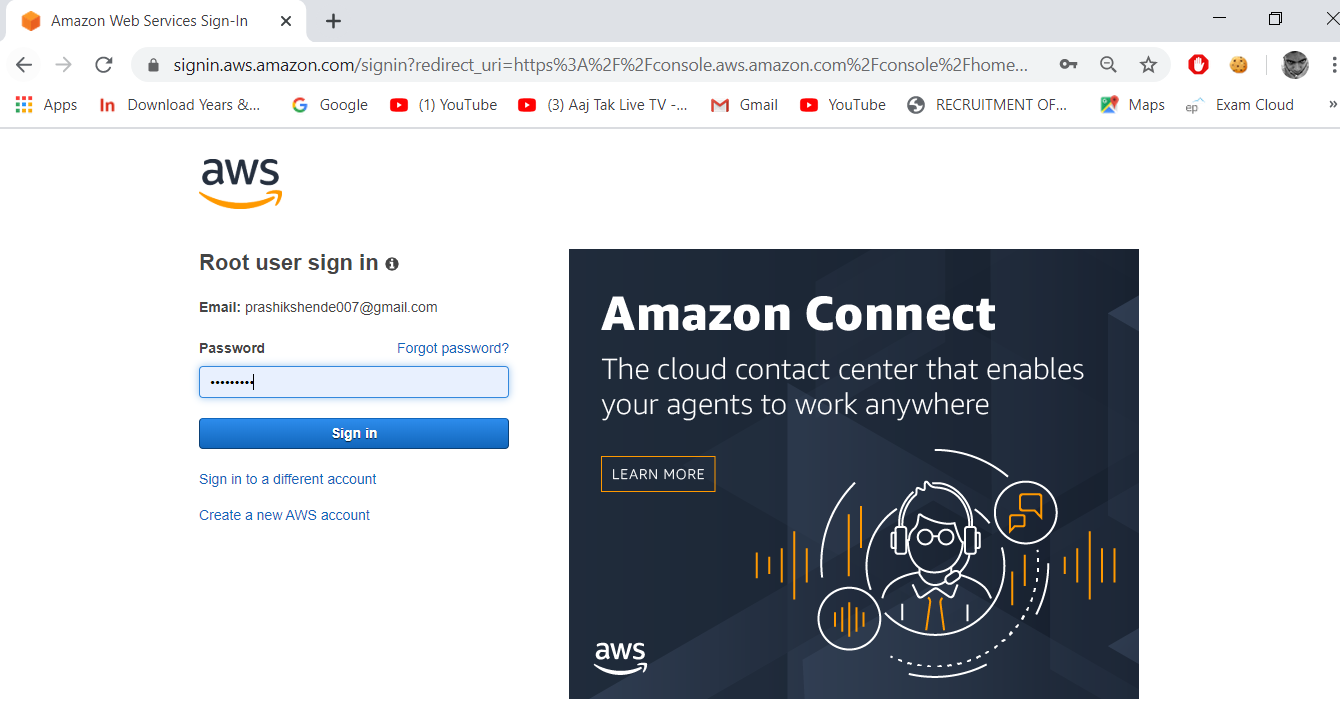 Amazon Web Services Sign-In
signin.aws.amazon.com/signin?redirect_uri=https%3A%2F%2Fconsole.aws.amazon.com%2Fconsole%2Fhome...
Apps In Download Years &... G Google (1) YouTube (3) Aaj Tak Live TV -... Gmail YouTube RECRUITMENT OF... Maps ep Exam Cloud »
aws
Root user sign in
Email: prashikshende007@gmail.com
Password Forgot password?
•••••••••
Sign in
Sign in to a different account
Create a new AWS account
Amazon Connect
The cloud contact center that enables
your agents to work anywhere
LEARN MORE
aws